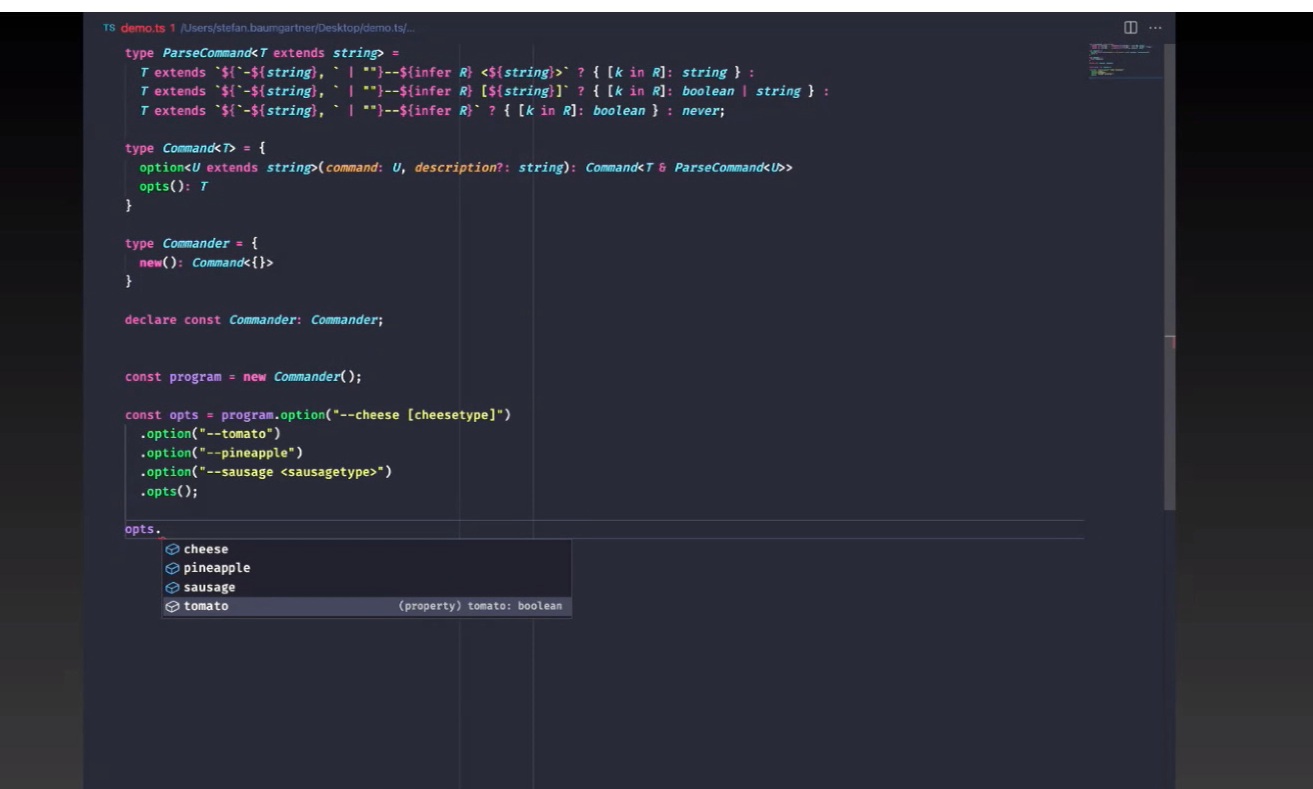 TS demo.ts 1 /Users/stefan.baumgartner/Desktop/demo.ts/...
type ParseCommand<T extends string> =
  T extends `${`-${string}, ` | ""}--${infer R} <${string}>` ? { [k in R]: string } :
  T extends `${`-${string}, ` | ""}--${infer R} [${string}]` ? { [k in R]: boolean | string } :
  T extends `${`-${string}, ` | ""}--${infer R}` ? { [k in R]: boolean } : never;
type Command<T> = {
  option<U extends string>(command: U, description?: string): Command<T & ParseCommand<U>>
  opts(): T
}
type Commander = {
  new(): Command<{}>
}
declare const Commander: Commander;
const program = new Commander();
const opts = program.option("--cheese [cheesetype]")
  .option("--tomato")
  .option("--pineapple")
  .option("--sausage <sausagetype>")
  .opts();
opts.
cheese
pineapple
sausage
tomato (property) tomato: boolean